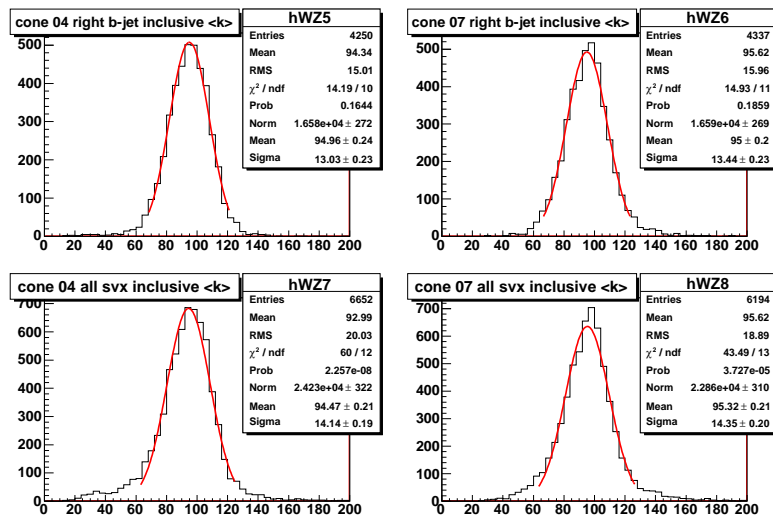 cone 04 right b-jet inclusive <k>
hWZ5
Entries 4250
Mean 94.34
RMS 15.01
χ² / ndf 14.19 / 10
Prob 0.1644
Norm 1.658e+04 ± 272
Mean 94.96 ± 0.24
Sigma 13.03 ± 0.23
500
400
300
200
100
0
0 20 40 60 80 100 120 140 160 180 200
cone 07 right b-jet inclusive <k>
hWZ6
Entries 4337
Mean 95.62
RMS 15.96
χ² / ndf 14.93 / 11
Prob 0.1859
Norm 1.659e+04 ± 269
Mean 95 ± 0.2
Sigma 13.44 ± 0.23
500
400
300
200
100
0
0 20 40 60 80 100 120 140 160 180 200
cone 04 all svx inclusive <k>
hWZ7
Entries 6652
Mean 92.99
RMS 20.03
χ² / ndf 60 / 12
Prob 2.257e-08
Norm 2.423e+04 ± 322
Mean 94.47 ± 0.21
Sigma 14.14 ± 0.19
700
600
500
400
300
200
100
0
0 20 40 60 80 100 120 140 160 180 200
cone 07 all svx inclusive <k>
hWZ8
Entries 6194
Mean 95.62
RMS 18.89
χ² / ndf 43.49 / 13
Prob 3.727e-05
Norm 2.286e+04 ± 310
Mean 95.32 ± 0.21
Sigma 14.35 ± 0.20
700
600
500
400
300
200
100
0
0 20 40 60 80 100 120 140 160 180 200